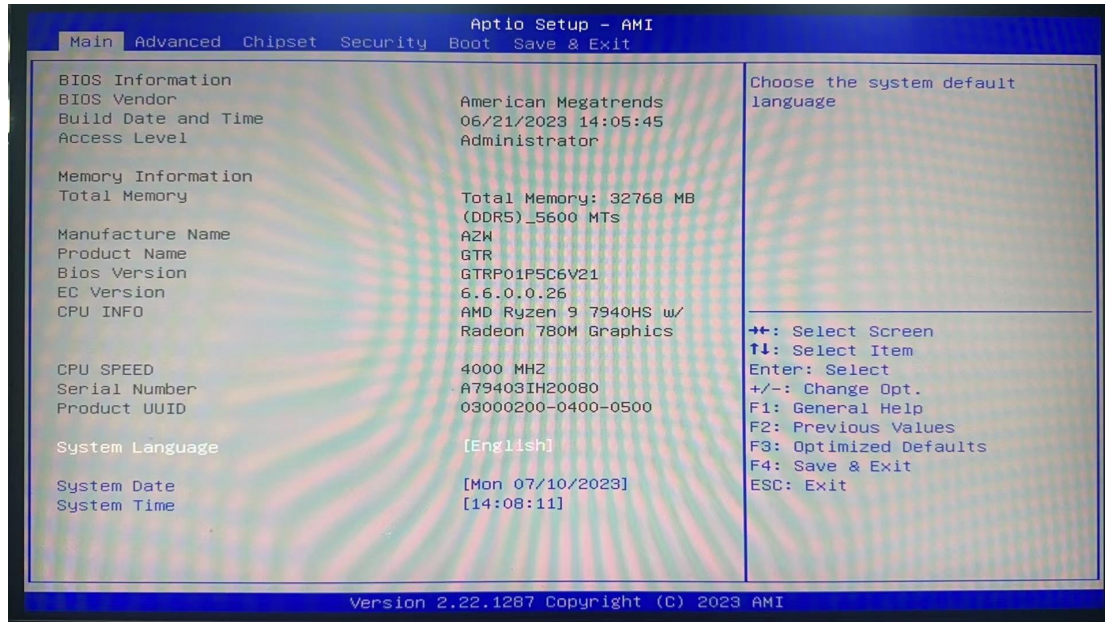 Aptio Setup - AMI
Main Advanced Chipset Security Boot Save & Exit
BIOS Information
BIOS Vendor American Megatrends
Build Date and Time 06/21/2023 14:05:45
Access Level Administrator
Memory Information
Total Memory Total Memory: 32768 MB
(DDR5)_5600 MTs
Manufacture Name AZW
Product Name GTR
Bios Version GTRP01P5C6V21
EC Version 6.6.0.0.26
CPU INFO AMD Ryzen 9 7940HS w/
Radeon 780M Graphics
CPU SPEED 4000 MHZ
Serial Number A79403IH20080
Product UUID 03000200-0400-0500
System Language [English]
System Date [Mon 07/10/2023]
System Time [14:08:11]
Choose the system default
language
→←: Select Screen
↑↓: Select Item
Enter: Select
+/-: Change Opt.
F1: General Help
F2: Previous Values
F3: Optimized Defaults
F4: Save & Exit
ESC: Exit
Version 2.22.1287 Copyright (C) 2023 AMI